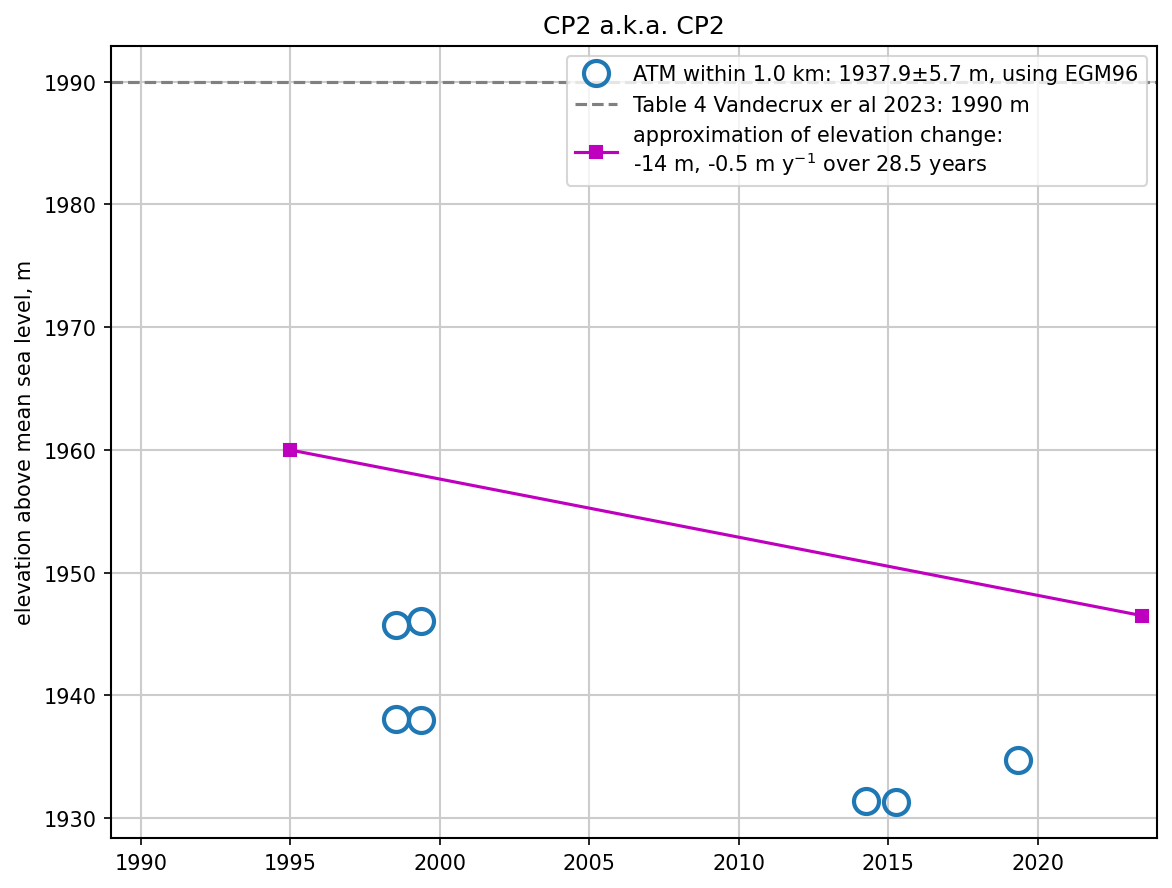 CP2 a.k.a. CP2
ATM within 1.0 km: 1937.9±5.7 m, using EGM96
Table 4 Vandecrux er al 2023: 1990 m
approximation of elevation change:
-14 m, -0.5 m y⁻¹ over 28.5 years
elevation above mean sea level, m
1990
1980
1970
1960
1950
1940
1930
1990
1995
2000
2005
2010
2015
2020